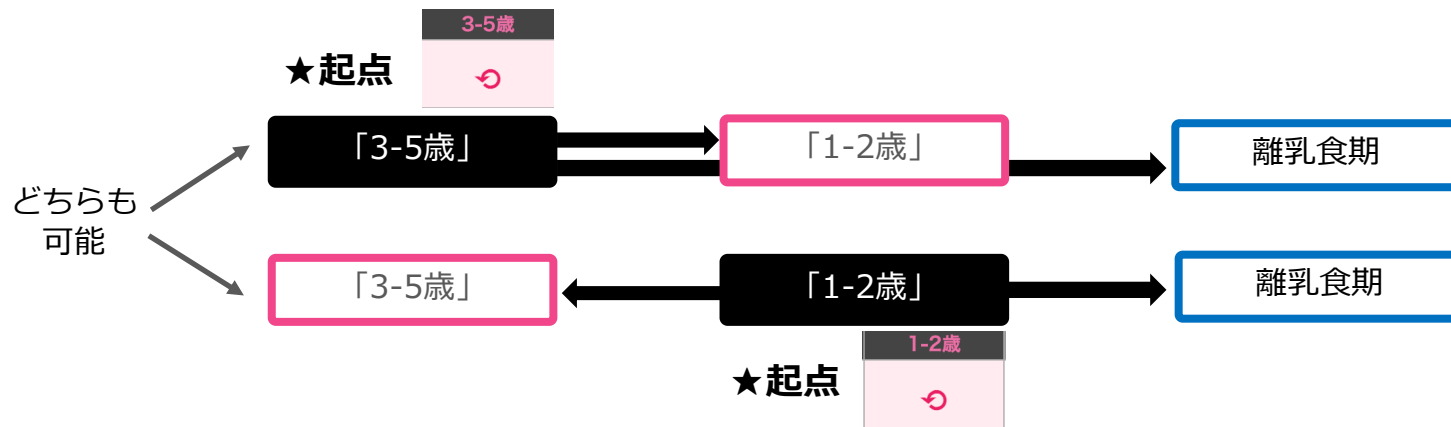 3-5歳
★起点
「3-5歳」
「1-2歳」
離乳食期
どちらも
可能
「3-5歳」
「1-2歳」
離乳食期
1-2歳
★起点